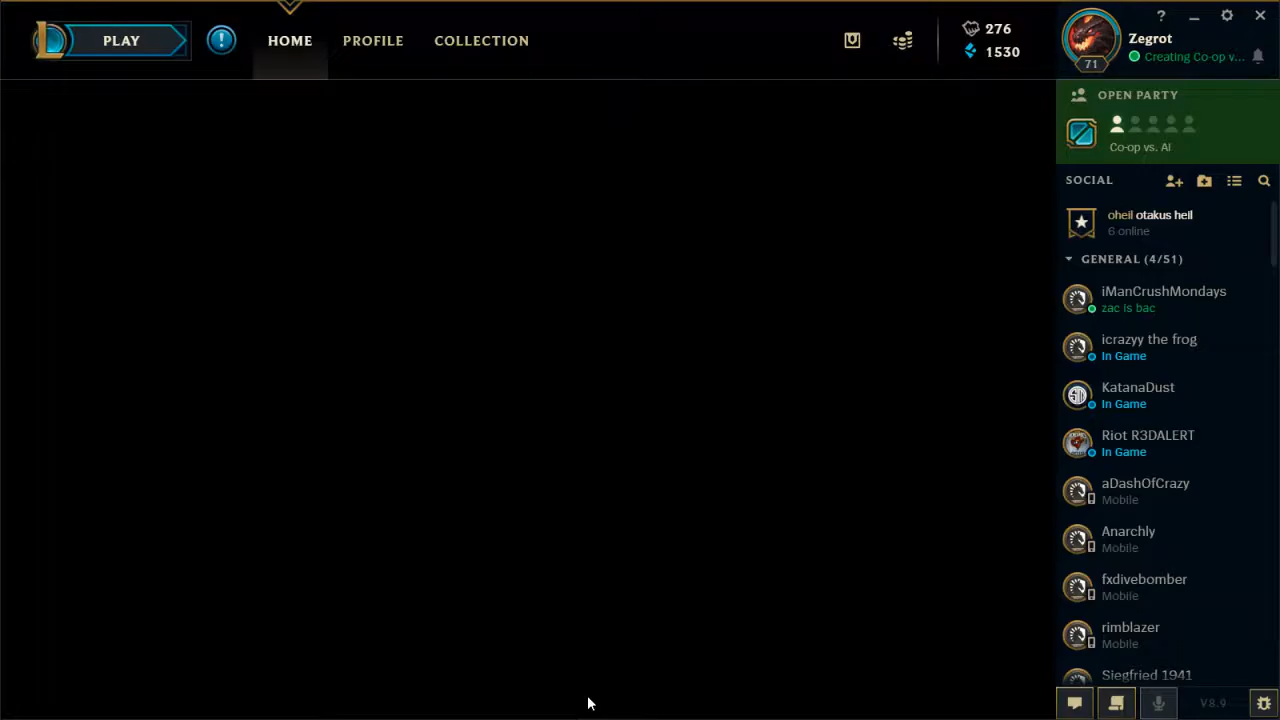 PLAY
HOME
PROFILE
COLLECTION
276
1530
?
Zegrot
Creating Co-op v...
71
OPEN PARTY
Co-op vs. AI
SOCIAL
oheil otakus heil
6 online
GENERAL (4/51)
iManCrushMondays
zac is bac
icrazyy the frog
In Game
KatanaDust
In Game
Riot R3DALERT
In Game
aDashOfCrazy
Mobile
Anarchly
Mobile
fxdivebomber
Mobile
rimblazer
Mobile
Siegfried 1941
V8.9